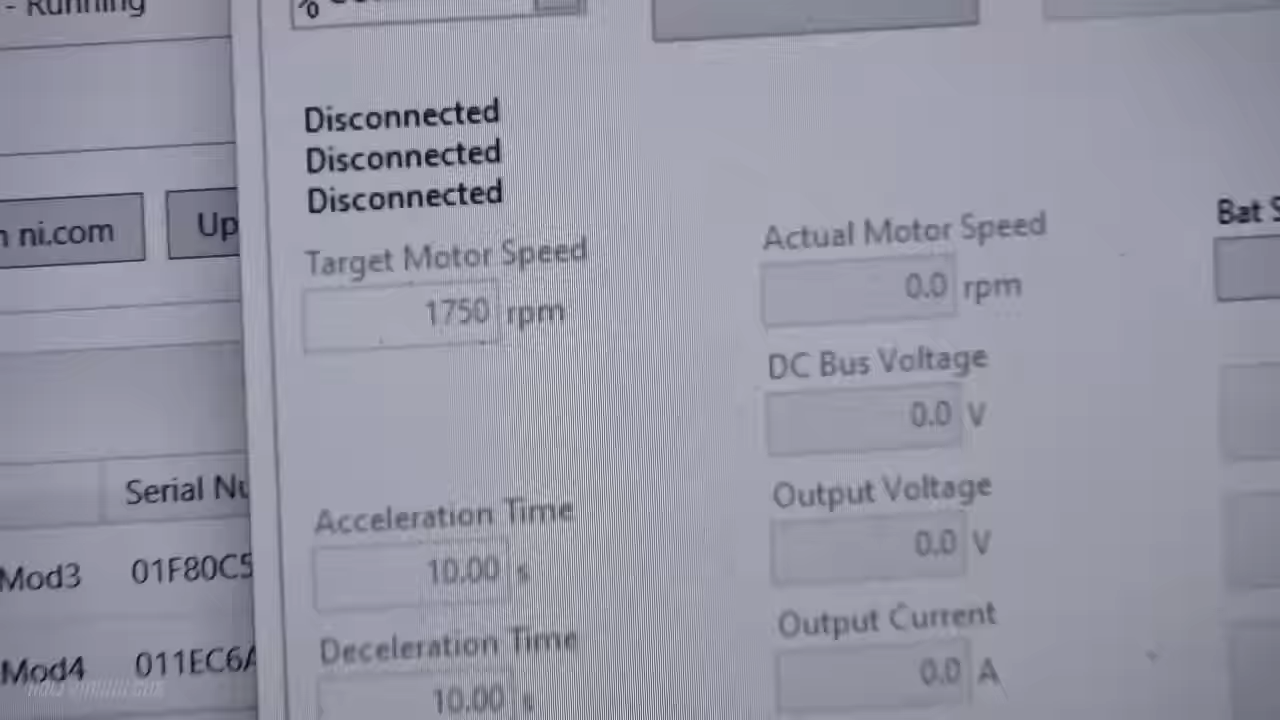 - Running
%
Disconnected
Disconnected
Disconnected
ni.com
Up
Target Motor Speed
1750 rpm
Actual Motor Speed
0.0 rpm
Bat S
DC Bus Voltage
0.0 V
Serial Nu
Output Voltage
0.0 V
Acceleration Time
10.00 s
Mod3 01F80C5
Output Current
0.0 A
Deceleration Time
10.00 s
Mod4 011EC6A